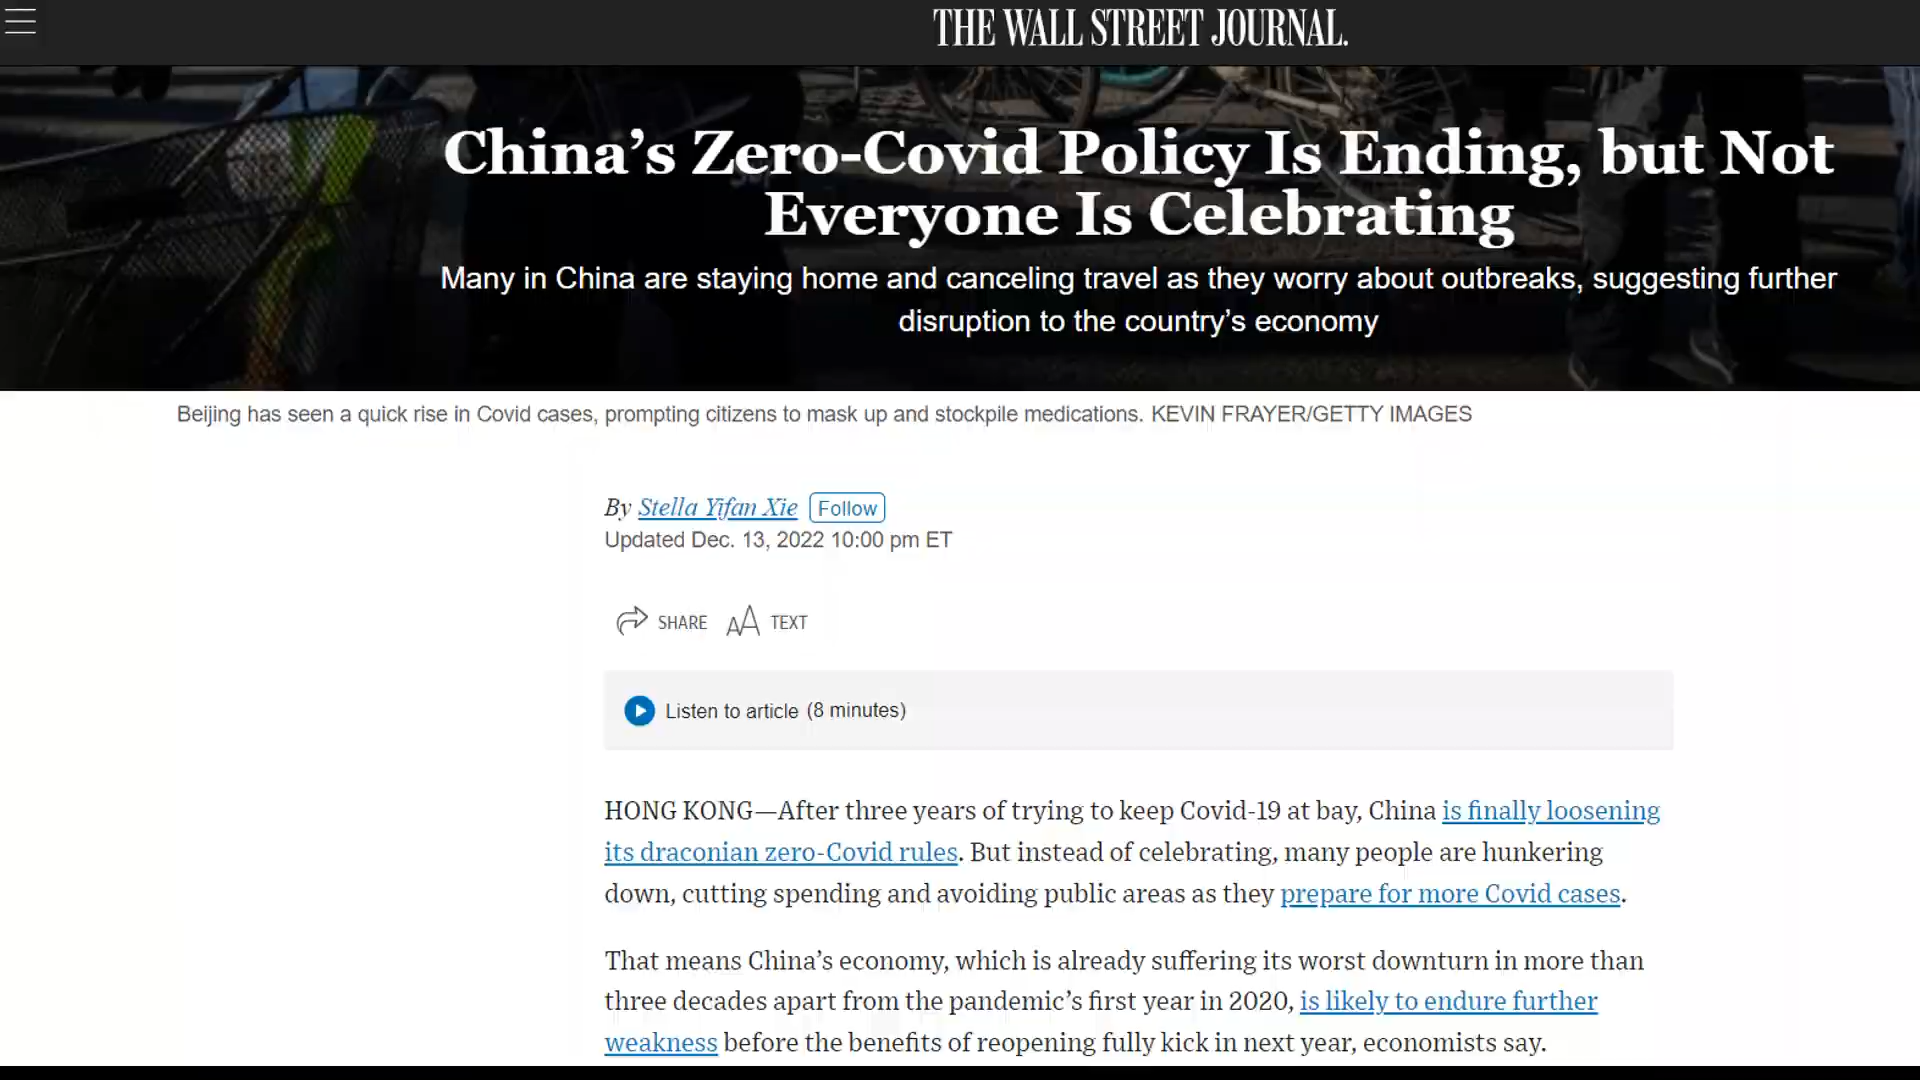 THE WALL STREET JOURNAL.
China’s Zero-Covid Policy Is Ending, but Not
Everyone Is Celebrating
Many in China are staying home and canceling travel as they worry about outbreaks, suggesting further
disruption to the country’s economy
Beijing has seen a quick rise in Covid cases, prompting citizens to mask up and stockpile medications. KEVIN FRAYER/GETTY IMAGES
By Stella Yifan Xie Follow
Updated Dec. 13, 2022 10:00 pm ET
SHARE AA TEXT
Listen to article (8 minutes)
HONG KONG—After three years of trying to keep Covid-19 at bay, China is finally loosening
its draconian zero-Covid rules. But instead of celebrating, many people are hunkering
down, cutting spending and avoiding public areas as they prepare for more Covid cases.
That means China’s economy, which is already suffering its worst downturn in more than
three decades apart from the pandemic’s first year in 2020, is likely to endure further
weakness before the benefits of reopening fully kick in next year, economists say.